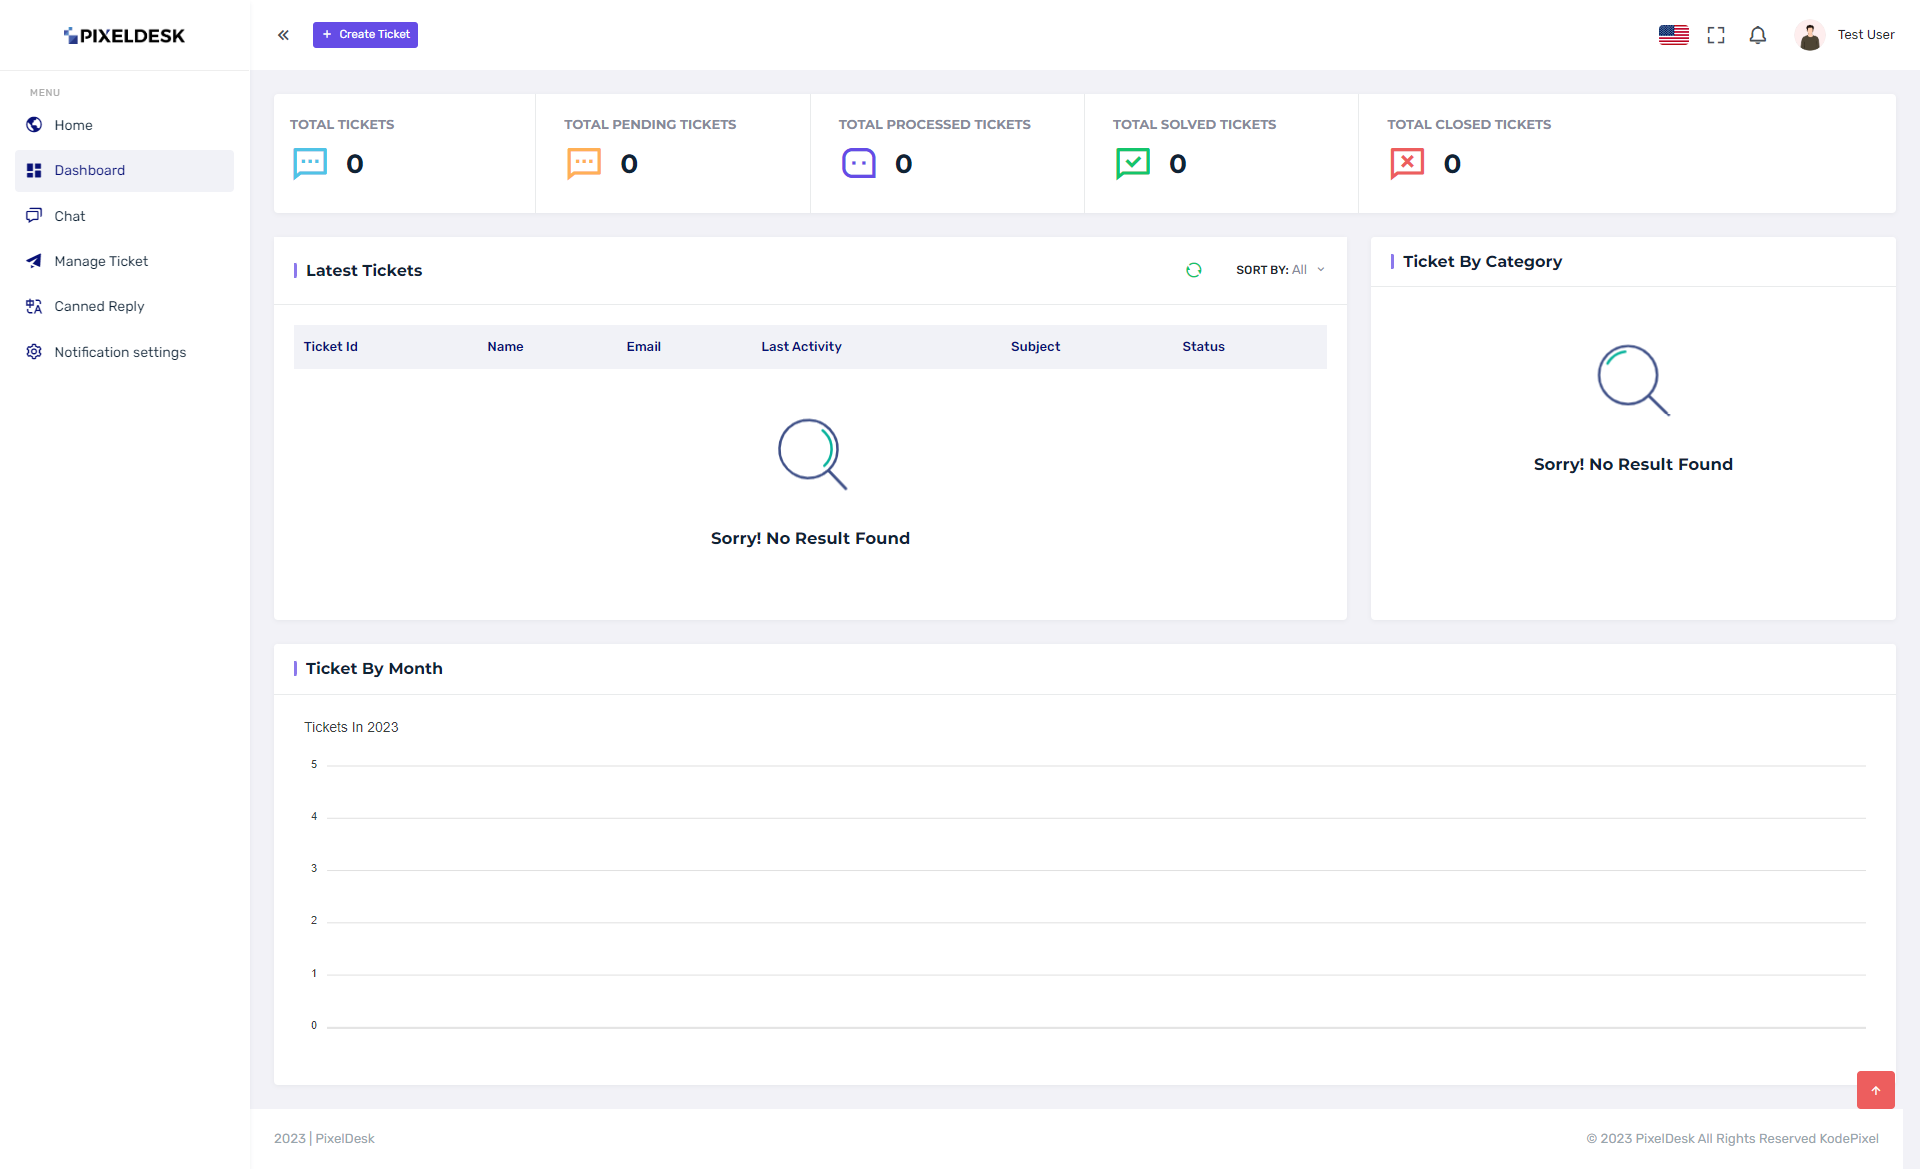 PIXELDESK
+ Create Ticket
Test User
MENU
Home
Dashboard
Chat
Manage Ticket
Canned Reply
Notification settings
TOTAL TICKETS
0
TOTAL PENDING TICKETS
0
TOTAL PROCESSED TICKETS
0
TOTAL SOLVED TICKETS
0
TOTAL CLOSED TICKETS
0
Latest Tickets
SORT BY: All
Ticket Id Name Email Last Activity Subject Status
Sorry! No Result Found
Ticket By Category
Sorry! No Result Found
Ticket By Month
Tickets In 2023
5
4
3
2
1
0
2023 | PixelDesk
© 2023 PixelDesk All Rights Reserved KodePixel